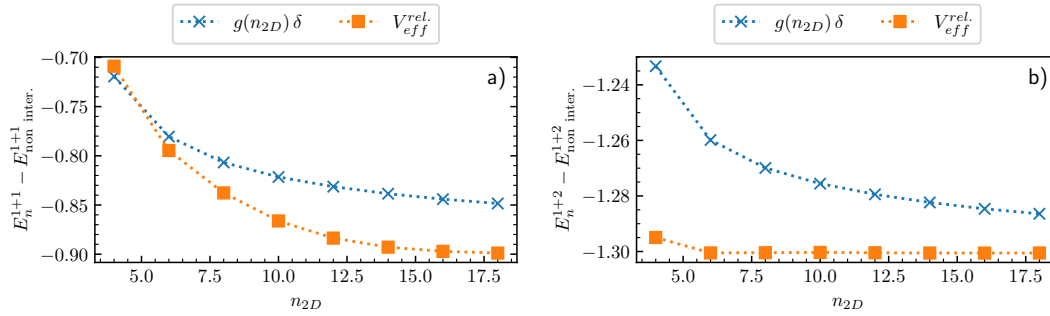 g(n_{2D}) δ V_{eff}^{rel.}
a)
−0.70
−0.75
−0.80
−0.85
−0.90
E_n^{1+1} − E_{non inter.}^{1+1}
5.0 7.5 10.0 12.5 15.0 17.5
n_{2D}
g(n_{2D}) δ V_{eff}^{rel.}
b)
−1.24
−1.26
−1.28
−1.30
E_n^{1+2} − E_{non inter.}^{1+2}
5.0 7.5 10.0 12.5 15.0 17.5
n_{2D}